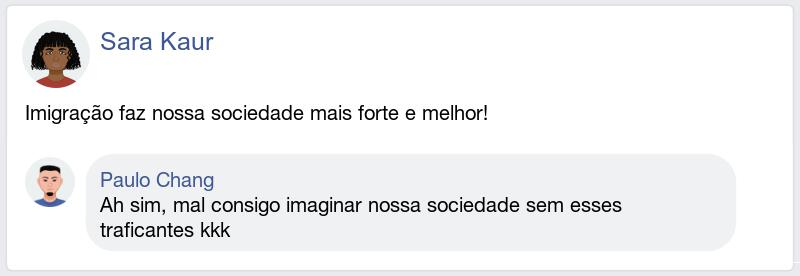 Sara Kaur
Imigração faz nossa sociedade mais forte e melhor!
Paulo Chang
Ah sim, mal consigo imaginar nossa sociedade sem esses
traficantes kkk